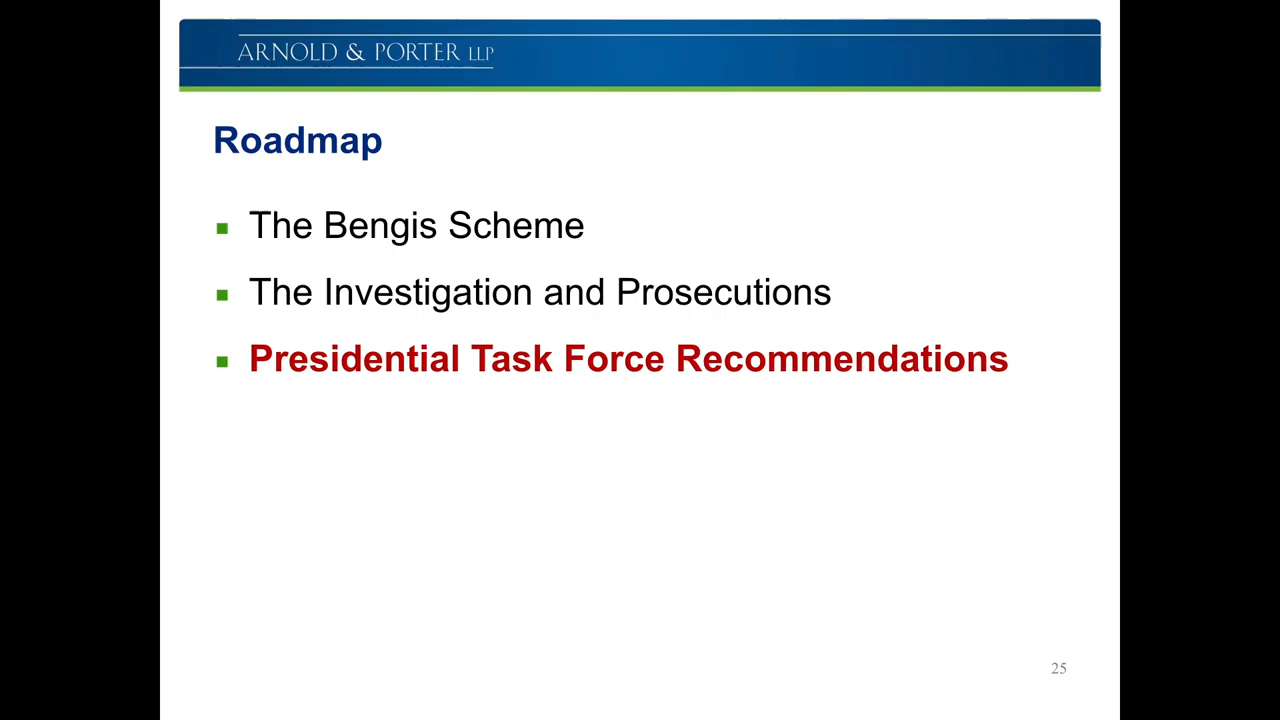 ARNOLD & PORTER LLP
Roadmap
The Bengis Scheme
The Investigation and Prosecutions
Presidential Task Force Recommendations
25